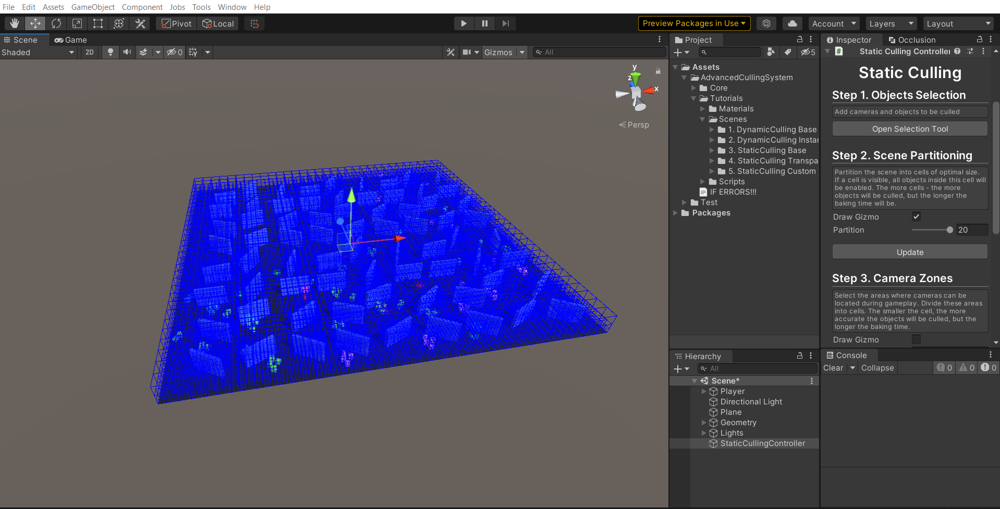 File Edit Assets GameObject Component Jobs Tools Window Help
Pivot Local Preview Packages in Use Account Layers Layout
Scene Game
Shaded 2D 0 Gizmos All
y
z
x
Persp
Project
5
Assets
AdvancedCullingSystem
Core
Tutorials
Materials
Scenes
1. DynamicCulling Base
2. DynamicCulling Instar
3. StaticCulling Base
4. StaticCulling Transpa
5. StaticCulling Custom
Scripts
IF ERRORS!!!
Test
Packages
Hierarchy
All
Scene*
Player
Directional Light
Plane
Geometry
Lights
StaticCullingController
Inspector Occlusion
# Static Culling Controller
Static Culling
Step 1. Objects Selection
Add cameras and objects to be culled
Open Selection Tool
Step 2. Scene Partitioning
Partition the scene into cells of optimal size.
If a cell is visible, all objects inside this cell will
be enabled. The more cells - the more
objects will be culled, but the longer the
baking time will be.
Draw Gizmo
Partition 20
Update
Step 3. Camera Zones
Select the areas where cameras can be
located during gameplay. Divide these areas
into cells. The smaller the cell, the more
accurate the objects will be culled, but the
longer the baking time.
Draw Gizmo
Console
Clear Collapse 0 0 0